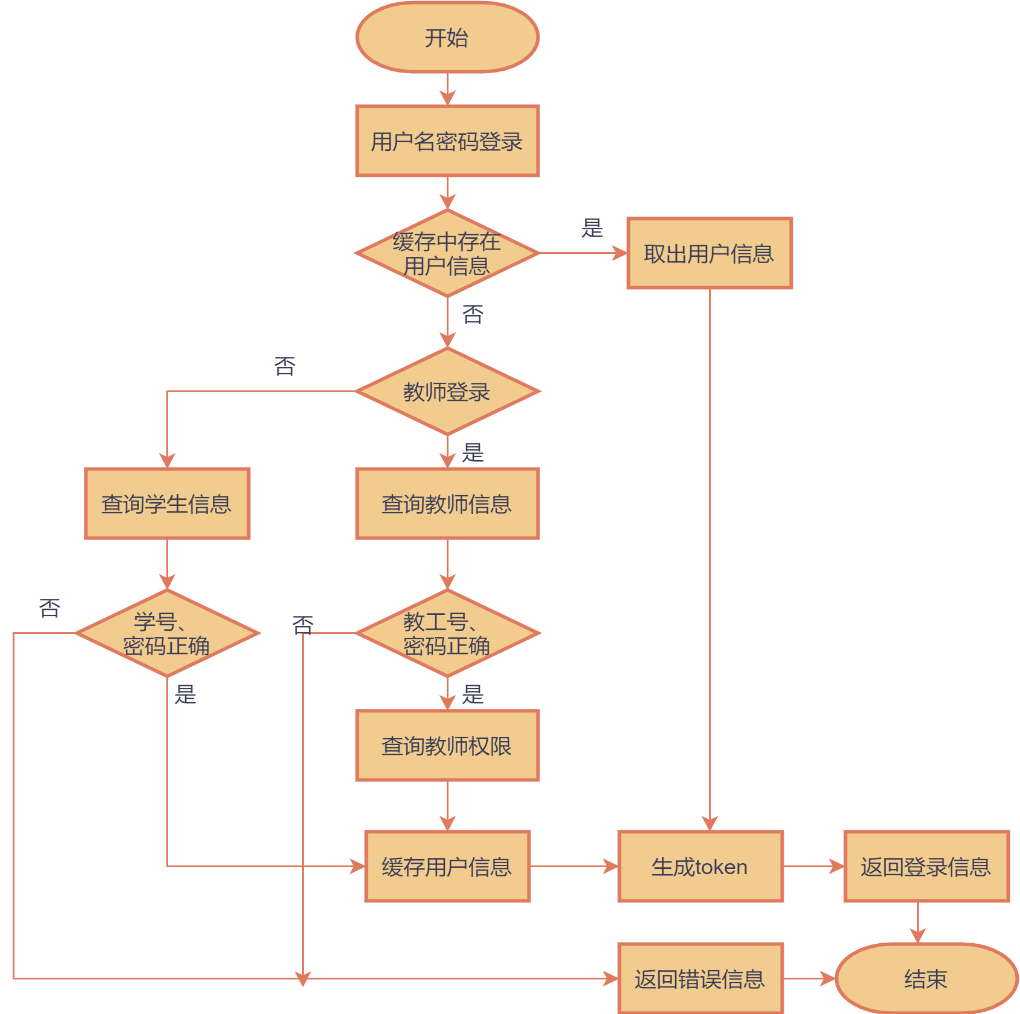 开始
用户名密码登录
缓存中存在
用户信息
是
取出用户信息
否
否
教师登录
是
查询学生信息
查询教师信息
否
学号、
密码正确
否
教工号、
密码正确
是
是
查询教师权限
缓存用户信息
生成token
返回登录信息
返回错误信息
结束